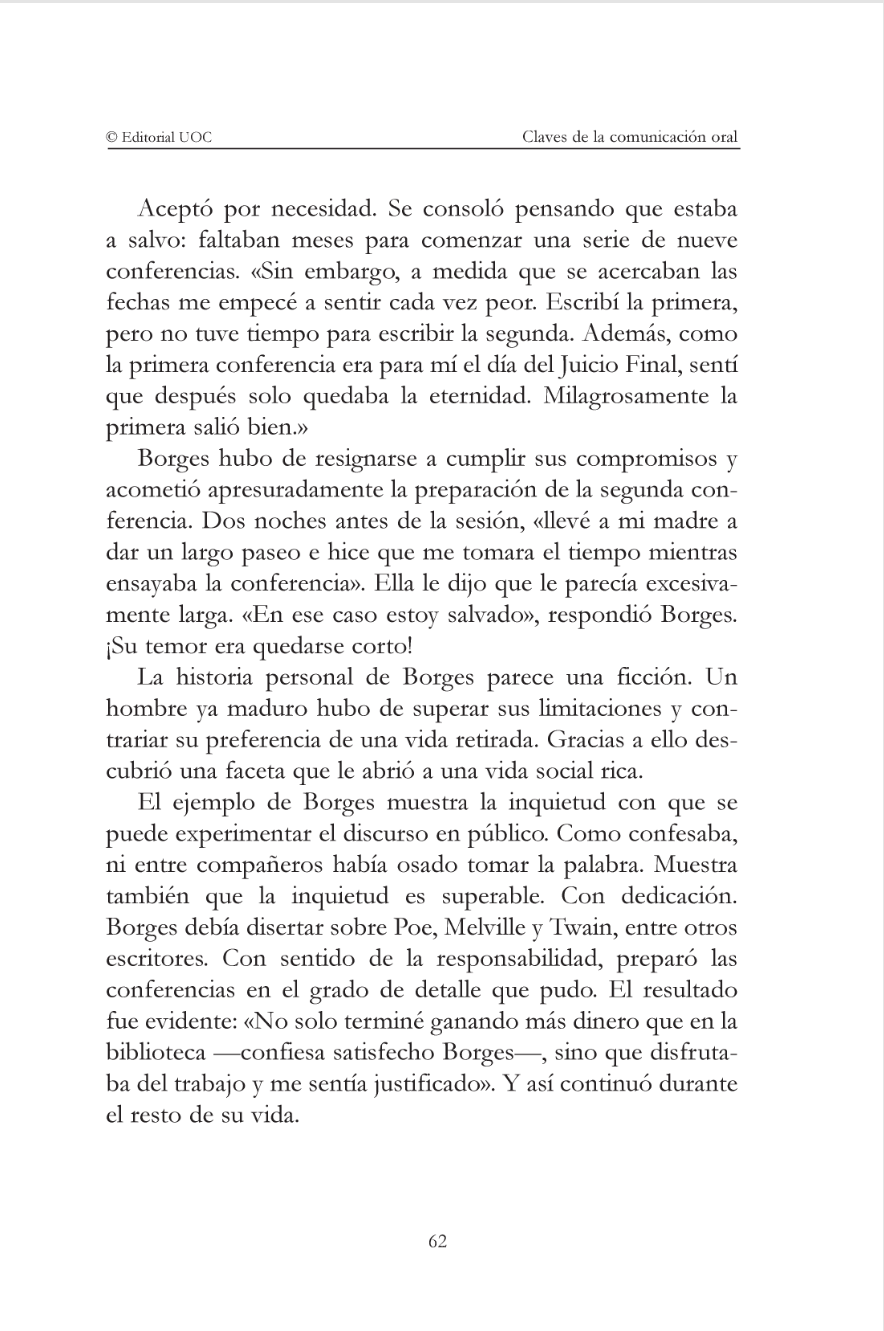 © Editorial UOC
Claves de la comunicación oral
Aceptó por necesidad. Se consoló pensando que estaba
a salvo: faltaban meses para comenzar una serie de nueve
conferencias. «Sin embargo, a medida que se acercaban las
fechas me empecé a sentir cada vez peor. Escribí la primera,
pero no tuve tiempo para escribir la segunda. Además, como
la primera conferencia era para mí el día del Juicio Final, sentí
que después solo quedaba la eternidad. Milagrosamente la
primera salió bien.»
Borges hubo de resignarse a cumplir sus compromisos y
acometió apresuradamente la preparación de la segunda con-
ferencia. Dos noches antes de la sesión, «llevé a mi madre a
dar un largo paseo e hice que me tomara el tiempo mientras
ensayaba la conferencia». Ella le dijo que le parecía excesiva-
mente larga. «En ese caso estoy salvado», respondió Borges.
¡Su temor era quedarse corto!
La historia personal de Borges parece una ficción. Un
hombre ya maduro hubo de superar sus limitaciones y con-
trariar su preferencia de una vida retirada. Gracias a ello des-
cubrió una faceta que le abrió a una vida social rica.
El ejemplo de Borges muestra la inquietud con que se
puede experimentar el discurso en público. Como confesaba,
ni entre compañeros había osado tomar la palabra. Muestra
también que la inquietud es superable. Con dedicación.
Borges debía disertar sobre Poe, Melville y Twain, entre otros
escritores. Con sentido de la responsabilidad, preparó las
conferencias en el grado de detalle que pudo. El resultado
fue evidente: «No solo terminé ganando más dinero que en la
biblioteca —confiesa satisfecho Borges—, sino que disfruta-
ba del trabajo y me sentía justificado». Y así continuó durante
el resto de su vida.
62